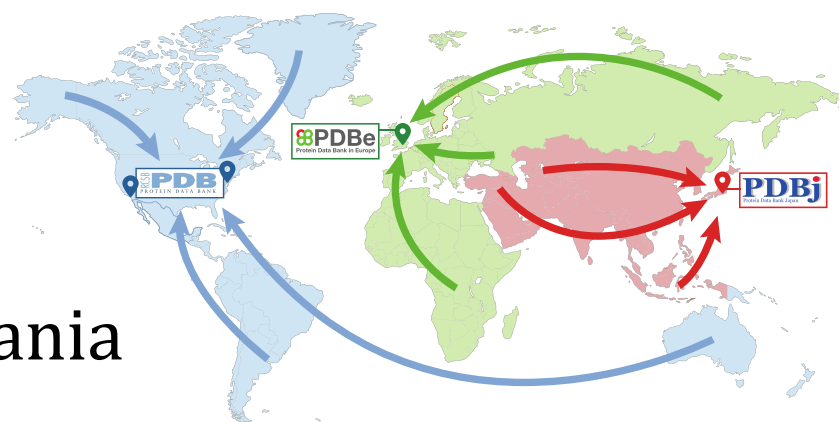 PDBe
Protein Data Bank in Europe
RCSB
PDB
PROTEIN DATA BANK
PDBj
Protein Data Bank Japan
ania